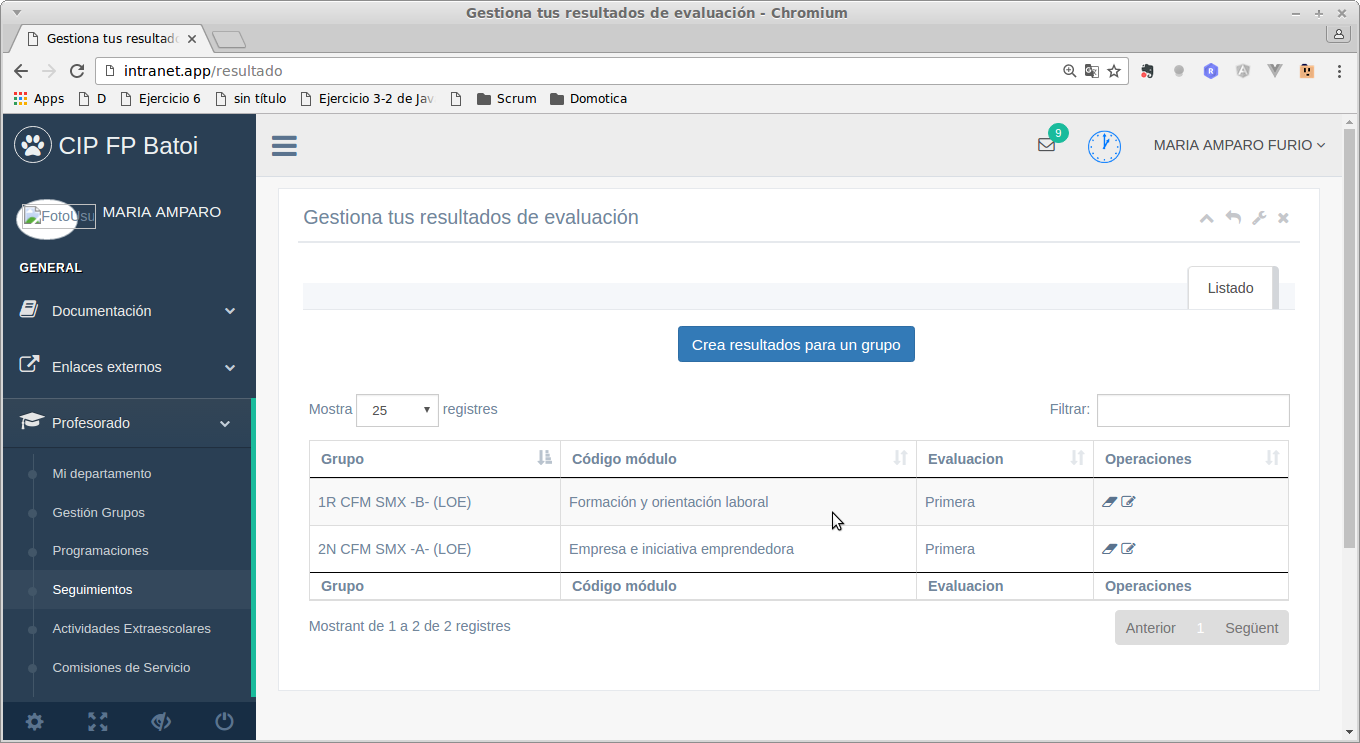 Gestiona tus resultados de evaluación - Chromium
Gestiona tus resultad
intranet.app/resultado
Apps D Ejercicio 6 sin título Ejercicio 3-2 de Jav Scrum Domotica
CIP FP Batoi
9
MARIA AMPARO FURIO
FotoUsu
MARIA AMPARO
GENERAL
Documentación
Enlaces externos
Profesorado
Mi departamento
Gestión Grupos
Programaciones
Seguimientos
Actividades Extraescolares
Comisiones de Servicio
Gestiona tus resultados de evaluación
Listado
Crea resultados para un grupo
Mostra 25 registres
Filtrar:
Grupo Código módulo Evaluacion Operaciones
1R CFM SMX -B- (LOE) Formación y orientación laboral Primera
2N CFM SMX -A- (LOE) Empresa e iniciativa emprendedora Primera
Grupo Código módulo Evaluacion Operaciones
Mostrant de 1 a 2 de 2 registres
Anterior 1 Següent